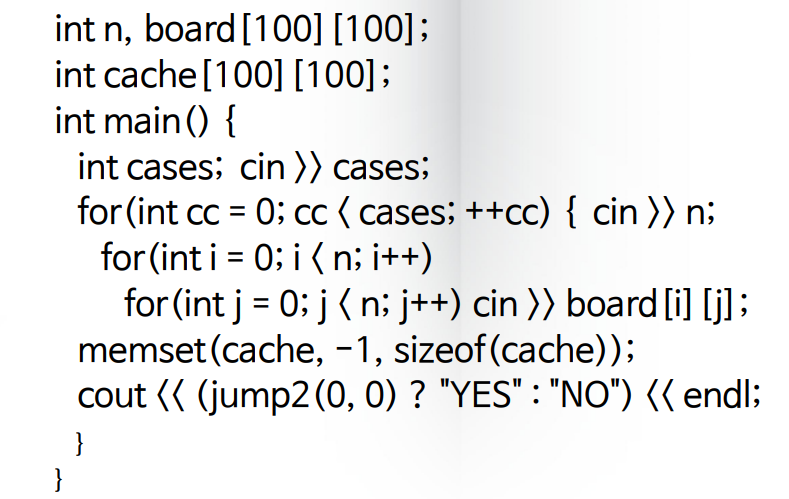 int n, board[100][100];
int cache[100][100];
int main() {
int cases; cin >> cases;
for(int cc = 0; cc < cases; ++cc) { cin >> n;
for(int i = 0; i < n; i++)
for(int j = 0; j < n; j++) cin >> board[i][j];
memset(cache, -1, sizeof(cache));
cout << (jump2(0, 0) ? "YES" : "NO") << endl;
}
}